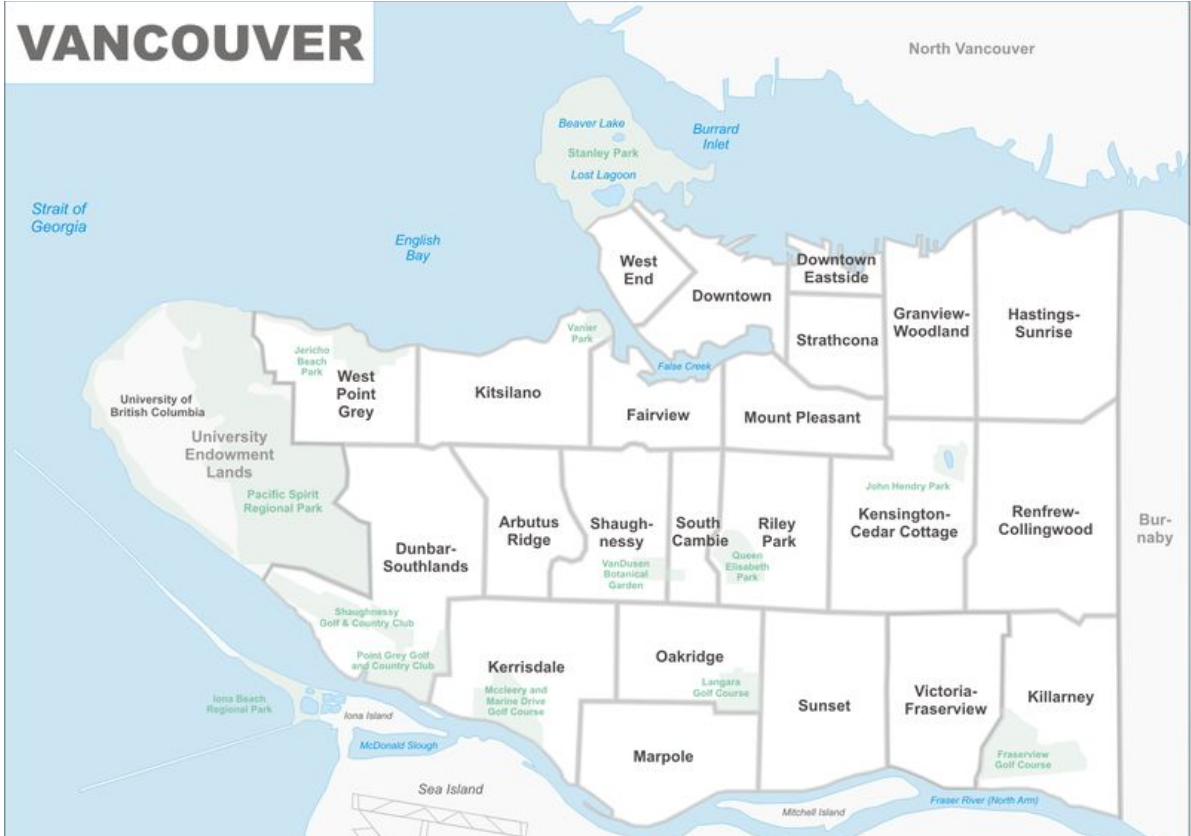 VANCOUVER
North Vancouver
Beaver Lake
Burrard
Inlet
Stanley Park
Lost Lagoon
Strait of
Georgia
English
Bay
West
End
Downtown
Eastside
Downtown
Granview-
Woodland
Hastings-
Sunrise
Vanier
Park
Strathcona
Jericho
Beach
Park
False Creek
West
Point
Grey
Kitsilano
University of
British Columbia
Fairview
Mount Pleasant
University
Endowment
Lands
Pacific Spirit
Regional Park
John Hendry Park
Arbutus
Ridge
Shaugh-
nessy
South
Cambie
Riley
Park
Kensington-
Cedar Cottage
Renfrew-
Collingwood
Bur-
naby
Dunbar-
Southlands
VanDusen
Botanical
Garden
Queen
Elisabeth
Park
Shaughnessy
Golf & Country Club
Point Grey Golf
and Country Club
Kerrisdale
Oakridge
Langara
Golf Course
Mccleery and
Marine Drive
Golf Course
Sunset
Victoria-
Fraserview
Killarney
Iona Beach
Regional Park
Iona Island
McDonald Slough
Marpole
Fraserview
Golf Course
Sea Island
Mitchell Island
Fraser River (North Arm)